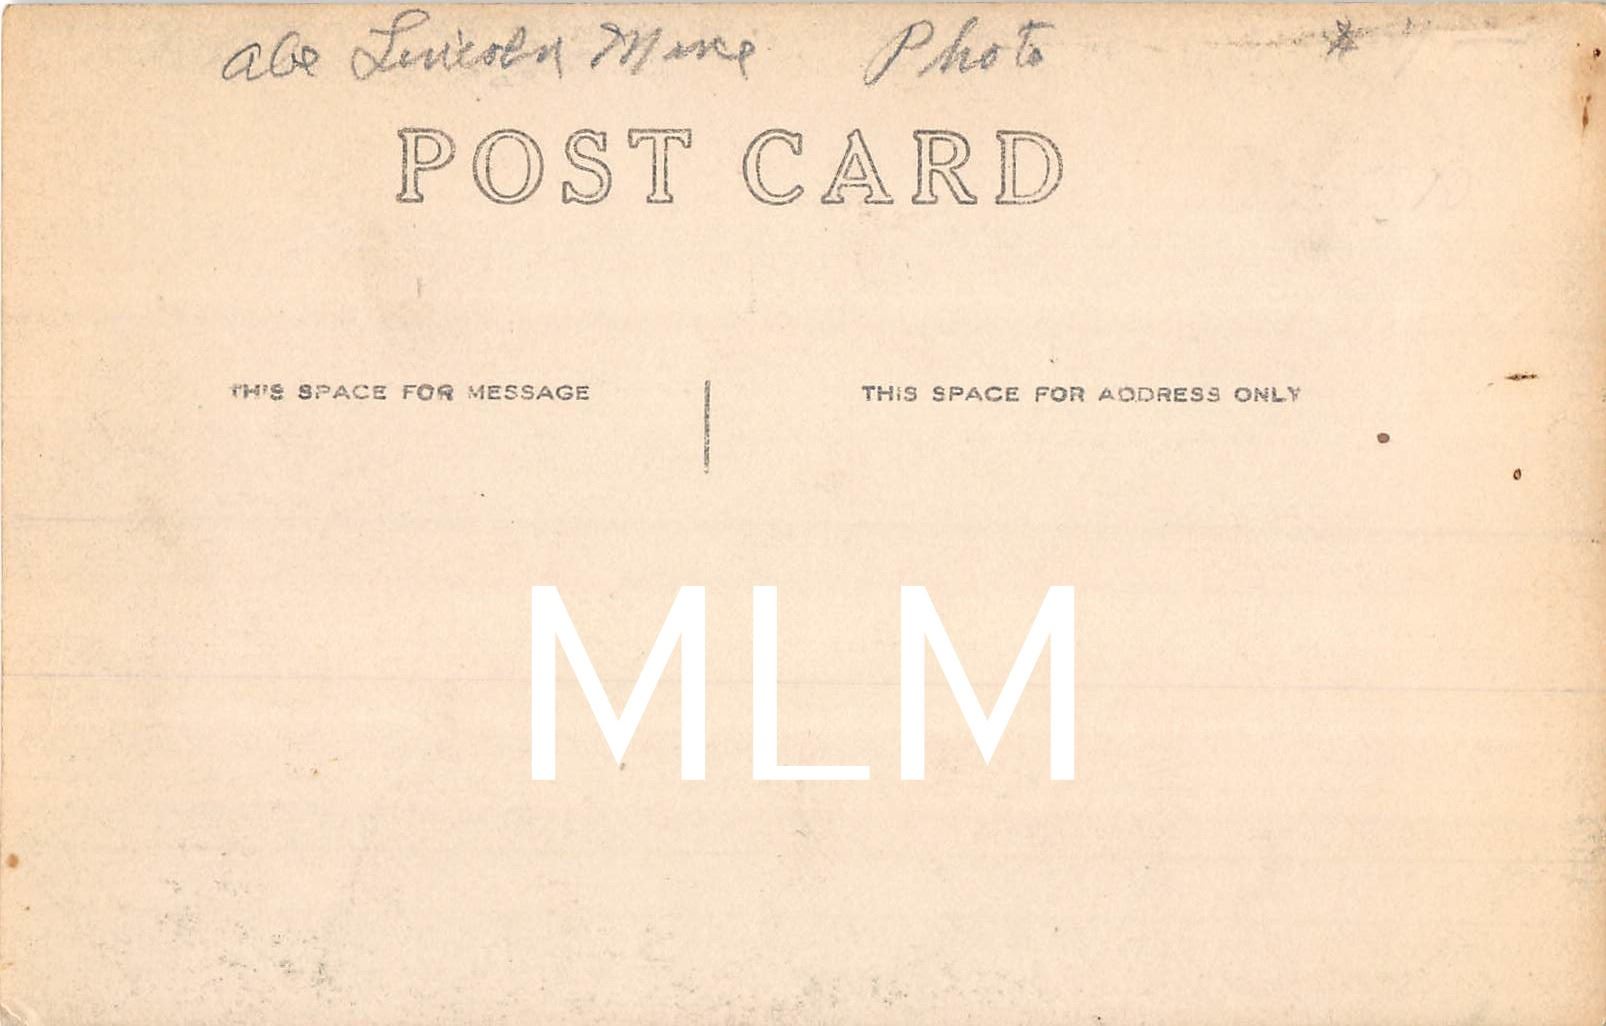 Abe Lincoln Mine Photo
POST CARD
THIS SPACE FOR MESSAGE
THIS SPACE FOR ADDRESS ONLY
MLM